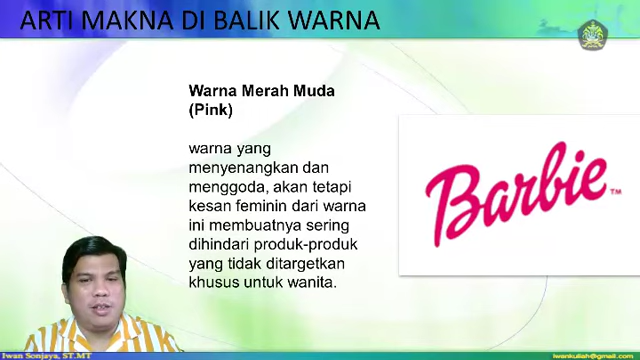 ARTI MAKNA DI BALIK WARNA
Warna Merah Muda
(Pink)
warna yang
menyenangkan dan
menggoda, akan tetapi
kesan feminin dari warna
ini membuatnya sering
dihindari produk-produk
yang tidak ditargetkan
khusus untuk wanita.
Barbie™
Iwan Sonjaya, ST.MT
iwankuliah@gmail.com